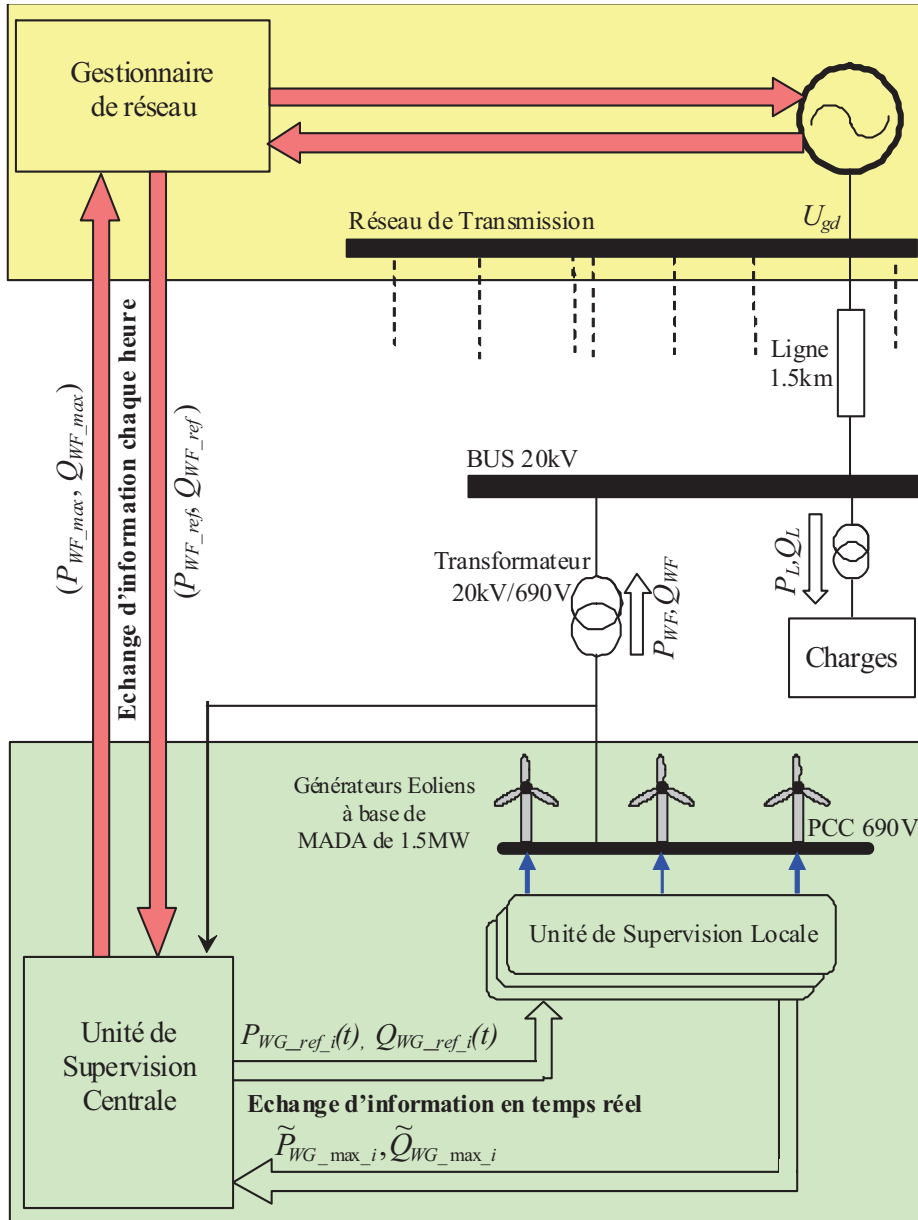 Gestionnaire
de réseau
U_gd
Réseau de Transmission
Ligne
1.5km
(P_WF_max, Q_WF_max)
Echange d'information chaque heure
(P_WF_ref, Q_WF_ref)
BUS 20kV
Transformateur
20kV/690V
P_WF, Q_WF
P_L,Q_L
Charges
Générateurs Eoliens
à base de
MADA de 1.5MW
PCC 690V
Unité de Supervision Locale
Unité de
Supervision
Centrale
P_WG_ref_i(t), Q_WG_ref_i(t)
Echange d'information en temps réel
P̃_WG_max_i, Q̃_WG_max_i